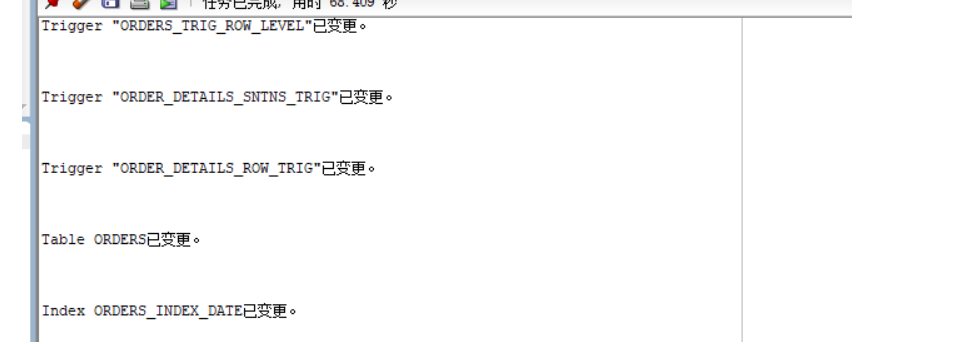 任务已完成, 用时 68.409 秒
Trigger "ORDERS_TRIG_ROW_LEVEL"已变更。
Trigger "ORDER_DETAILS_SNTNS_TRIG"已变更。
Trigger "ORDER_DETAILS_ROW_TRIG"已变更。
Table ORDERS已变更。
Index ORDERS_INDEX_DATE已变更。